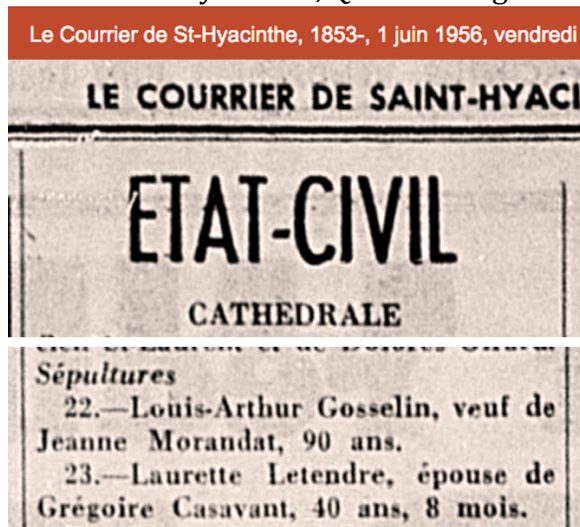 Le Courrier de St-Hyacinthe, 1853-, 1 juin 1956, vendredi
LE COURRIER DE SAINT-HYACI
ETAT-CIVIL
CATHEDRALE
Sépultures
22.—Louis-Arthur Gosselin, veuf de
Jeanne Morandat, 90 ans.
23.—Laurette Letendre, épouse de
Grégoire Casavant, 40 ans, 8 mois.